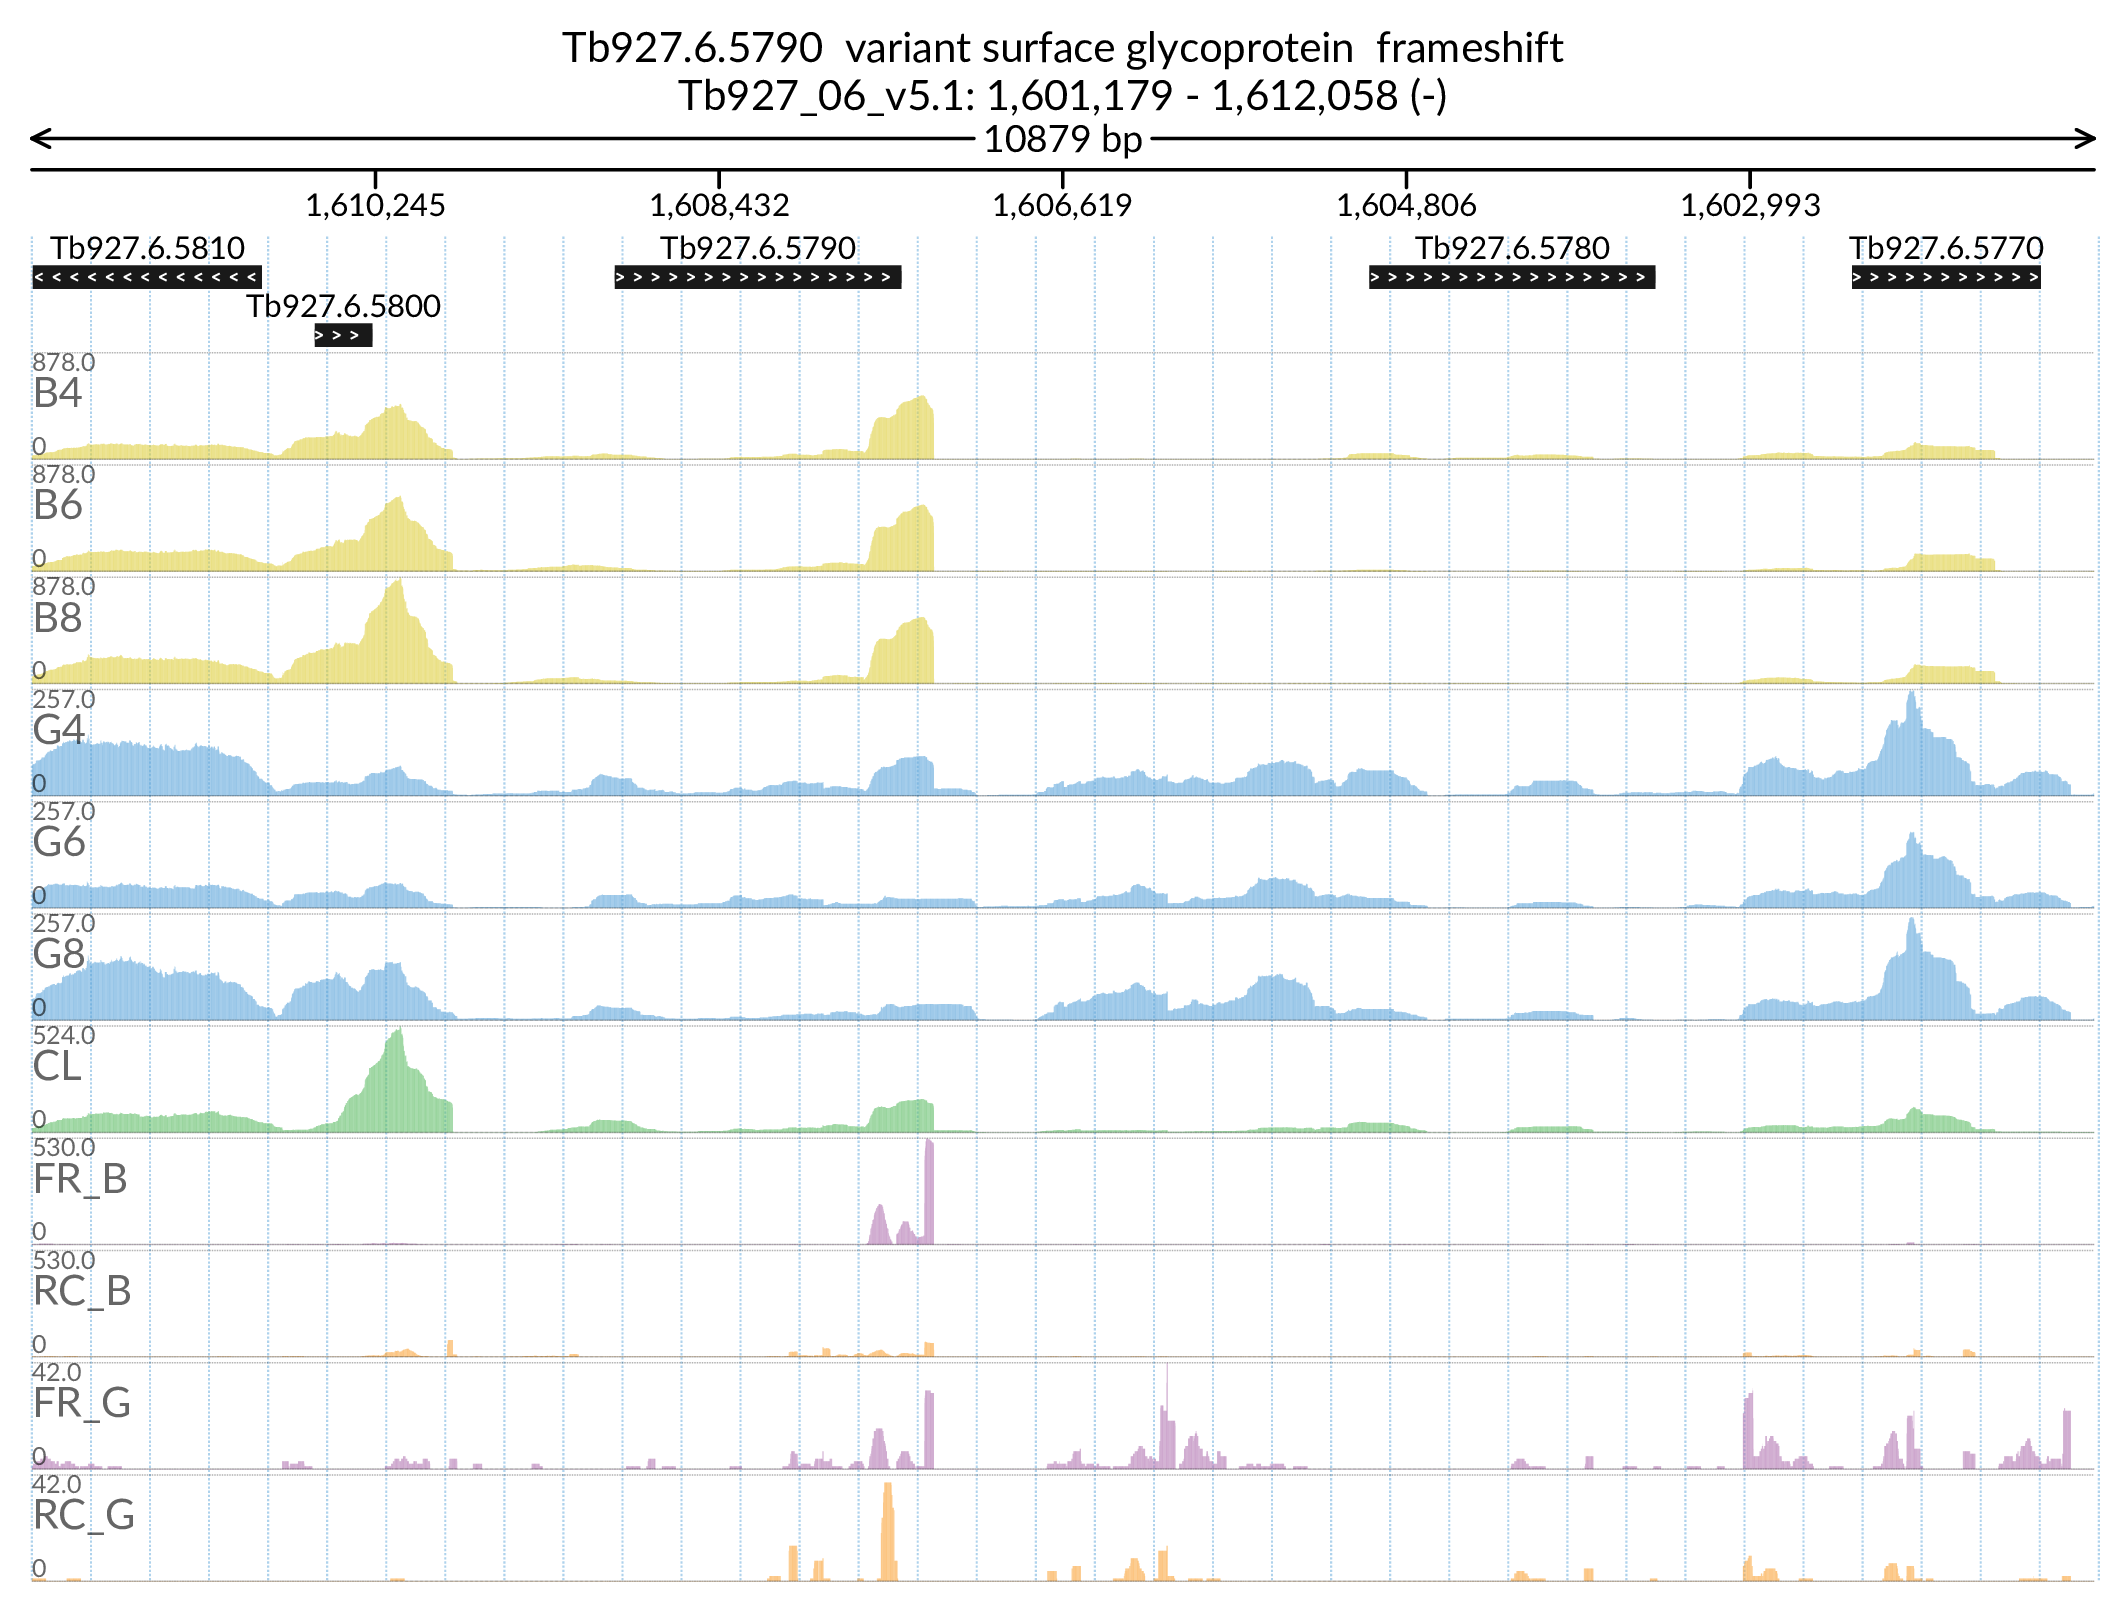 Tb927.6.5790 variant surface glycoprotein frameshift
Tb927_06_v5.1: 1,601,179 - 1,612,058 (-)
10879 bp
1,610,245 1,608,432 1,606,619 1,604,806 1,602,993
Tb927.6.5810 Tb927.6.5790 Tb927.6.5780 Tb927.6.5770
Tb927.6.5800
878.0
B4
0
878.0
B6
0
878.0
B8
0
257.0
G4
0
257.0
G6
0
257.0
G8
0
524.0
CL
0
530.0
FR_B
0
530.0
RC_B
0
42.0
FR_G
0
42.0
RC_G
0